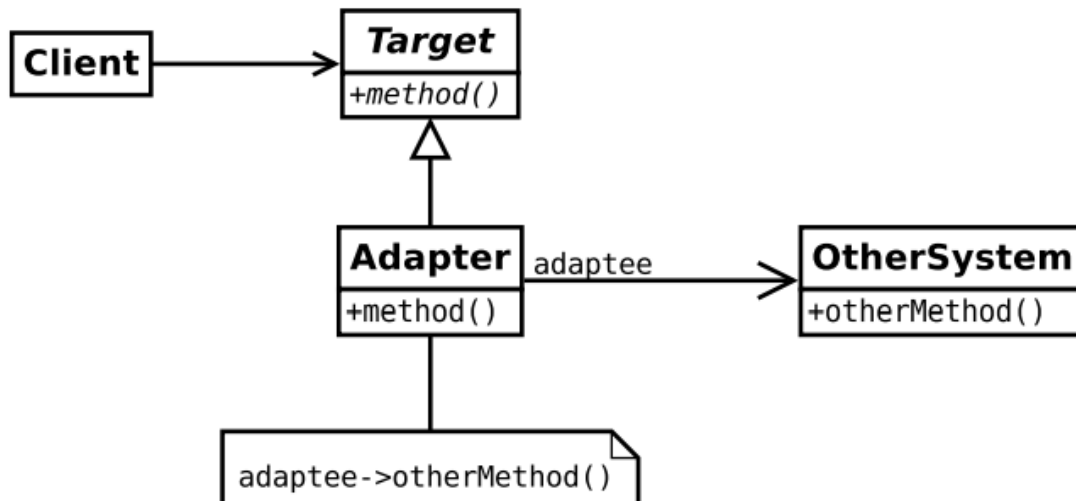 Client
Target
+method()
Adapter
+method()
adaptee
OtherSystem
+otherMethod()
adaptee->otherMethod()